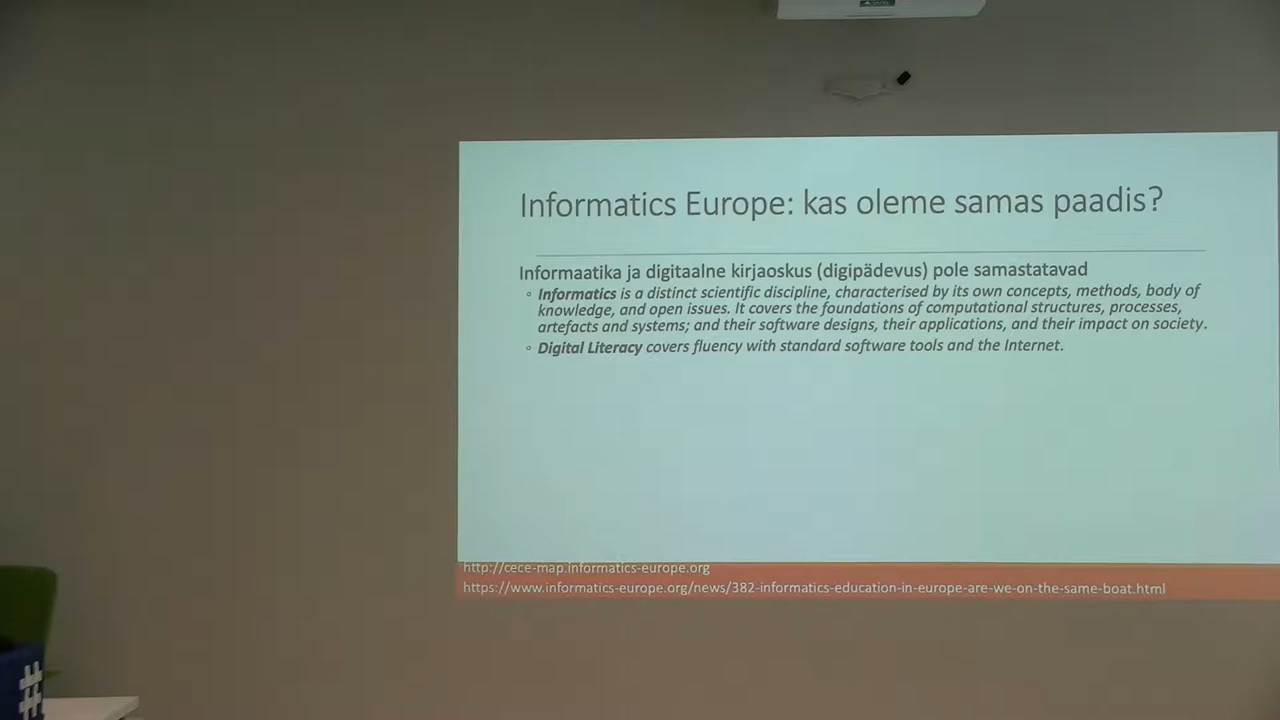 Informatics Europe: kas oleme samas paadis?
Informaatika ja digitaalne kirjaoskus (digipädevus) pole samastatavad
◦ Informatics is a distinct scientific discipline, characterised by its own concepts, methods, body of
knowledge, and open issues. It covers the foundations of computational structures, processes,
artefacts and systems; and their software designs, their applications, and their impact on society.
◦ Digital Literacy covers fluency with standard software tools and the Internet.
http://cece-map.informatics-europe.org
https://www.informatics-europe.org/news/382-informatics-education-in-europe-are-we-on-the-same-boat.html
#